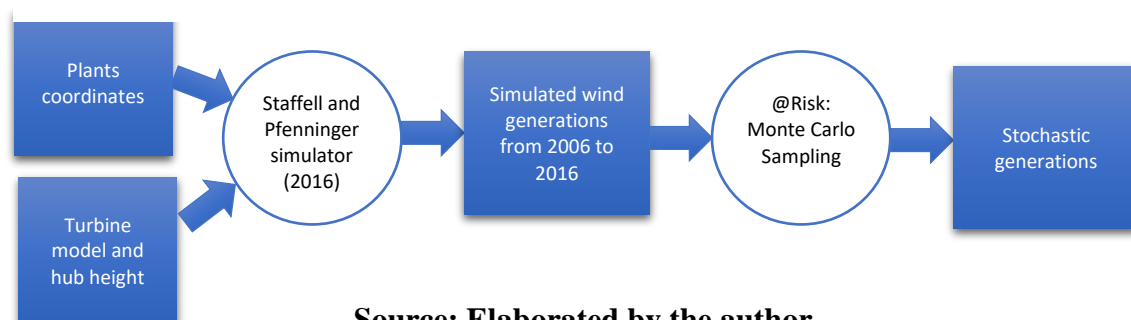 Plants
coordinates
Turbine
model and
hub height
Staffell and
Pfenninger
simulator
(2016)
Simulated wind
generations
from 2006 to
2016
@Risk:
Monte Carlo
Sampling
Stochastic
generations
Source: Elaborated by the author